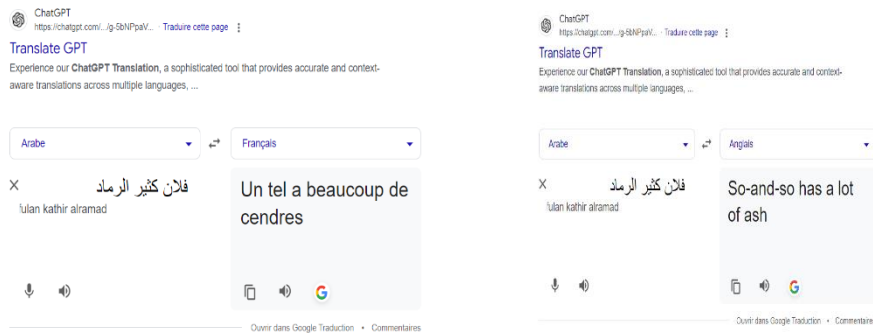 ChatGPT
https://chatgpt.com/.../g-5bNPpaV... · Traduire cette page
Translate GPT
Experience our ChatGPT Translation, a sophisticated tool that provides accurate and context-
aware translations across multiple languages, ...
Arabe
Français
فلان كثير الرماد
fulan kathir alramad
Un tel a beaucoup de
cendres
Ouvrir dans Google Traduction • Commentaires
ChatGPT
https://chatgpt.com/.../g-5bNPpaV... · Traduire cette page
Translate GPT
Experience our ChatGPT Translation, a sophisticated tool that provides accurate and context-
aware translations across multiple languages, ...
Arabe
Anglais
فلان كثير الرماد
fulan kathir alramad
So-and-so has a lot
of ash
Ouvrir dans Google Traduction • Commentaires